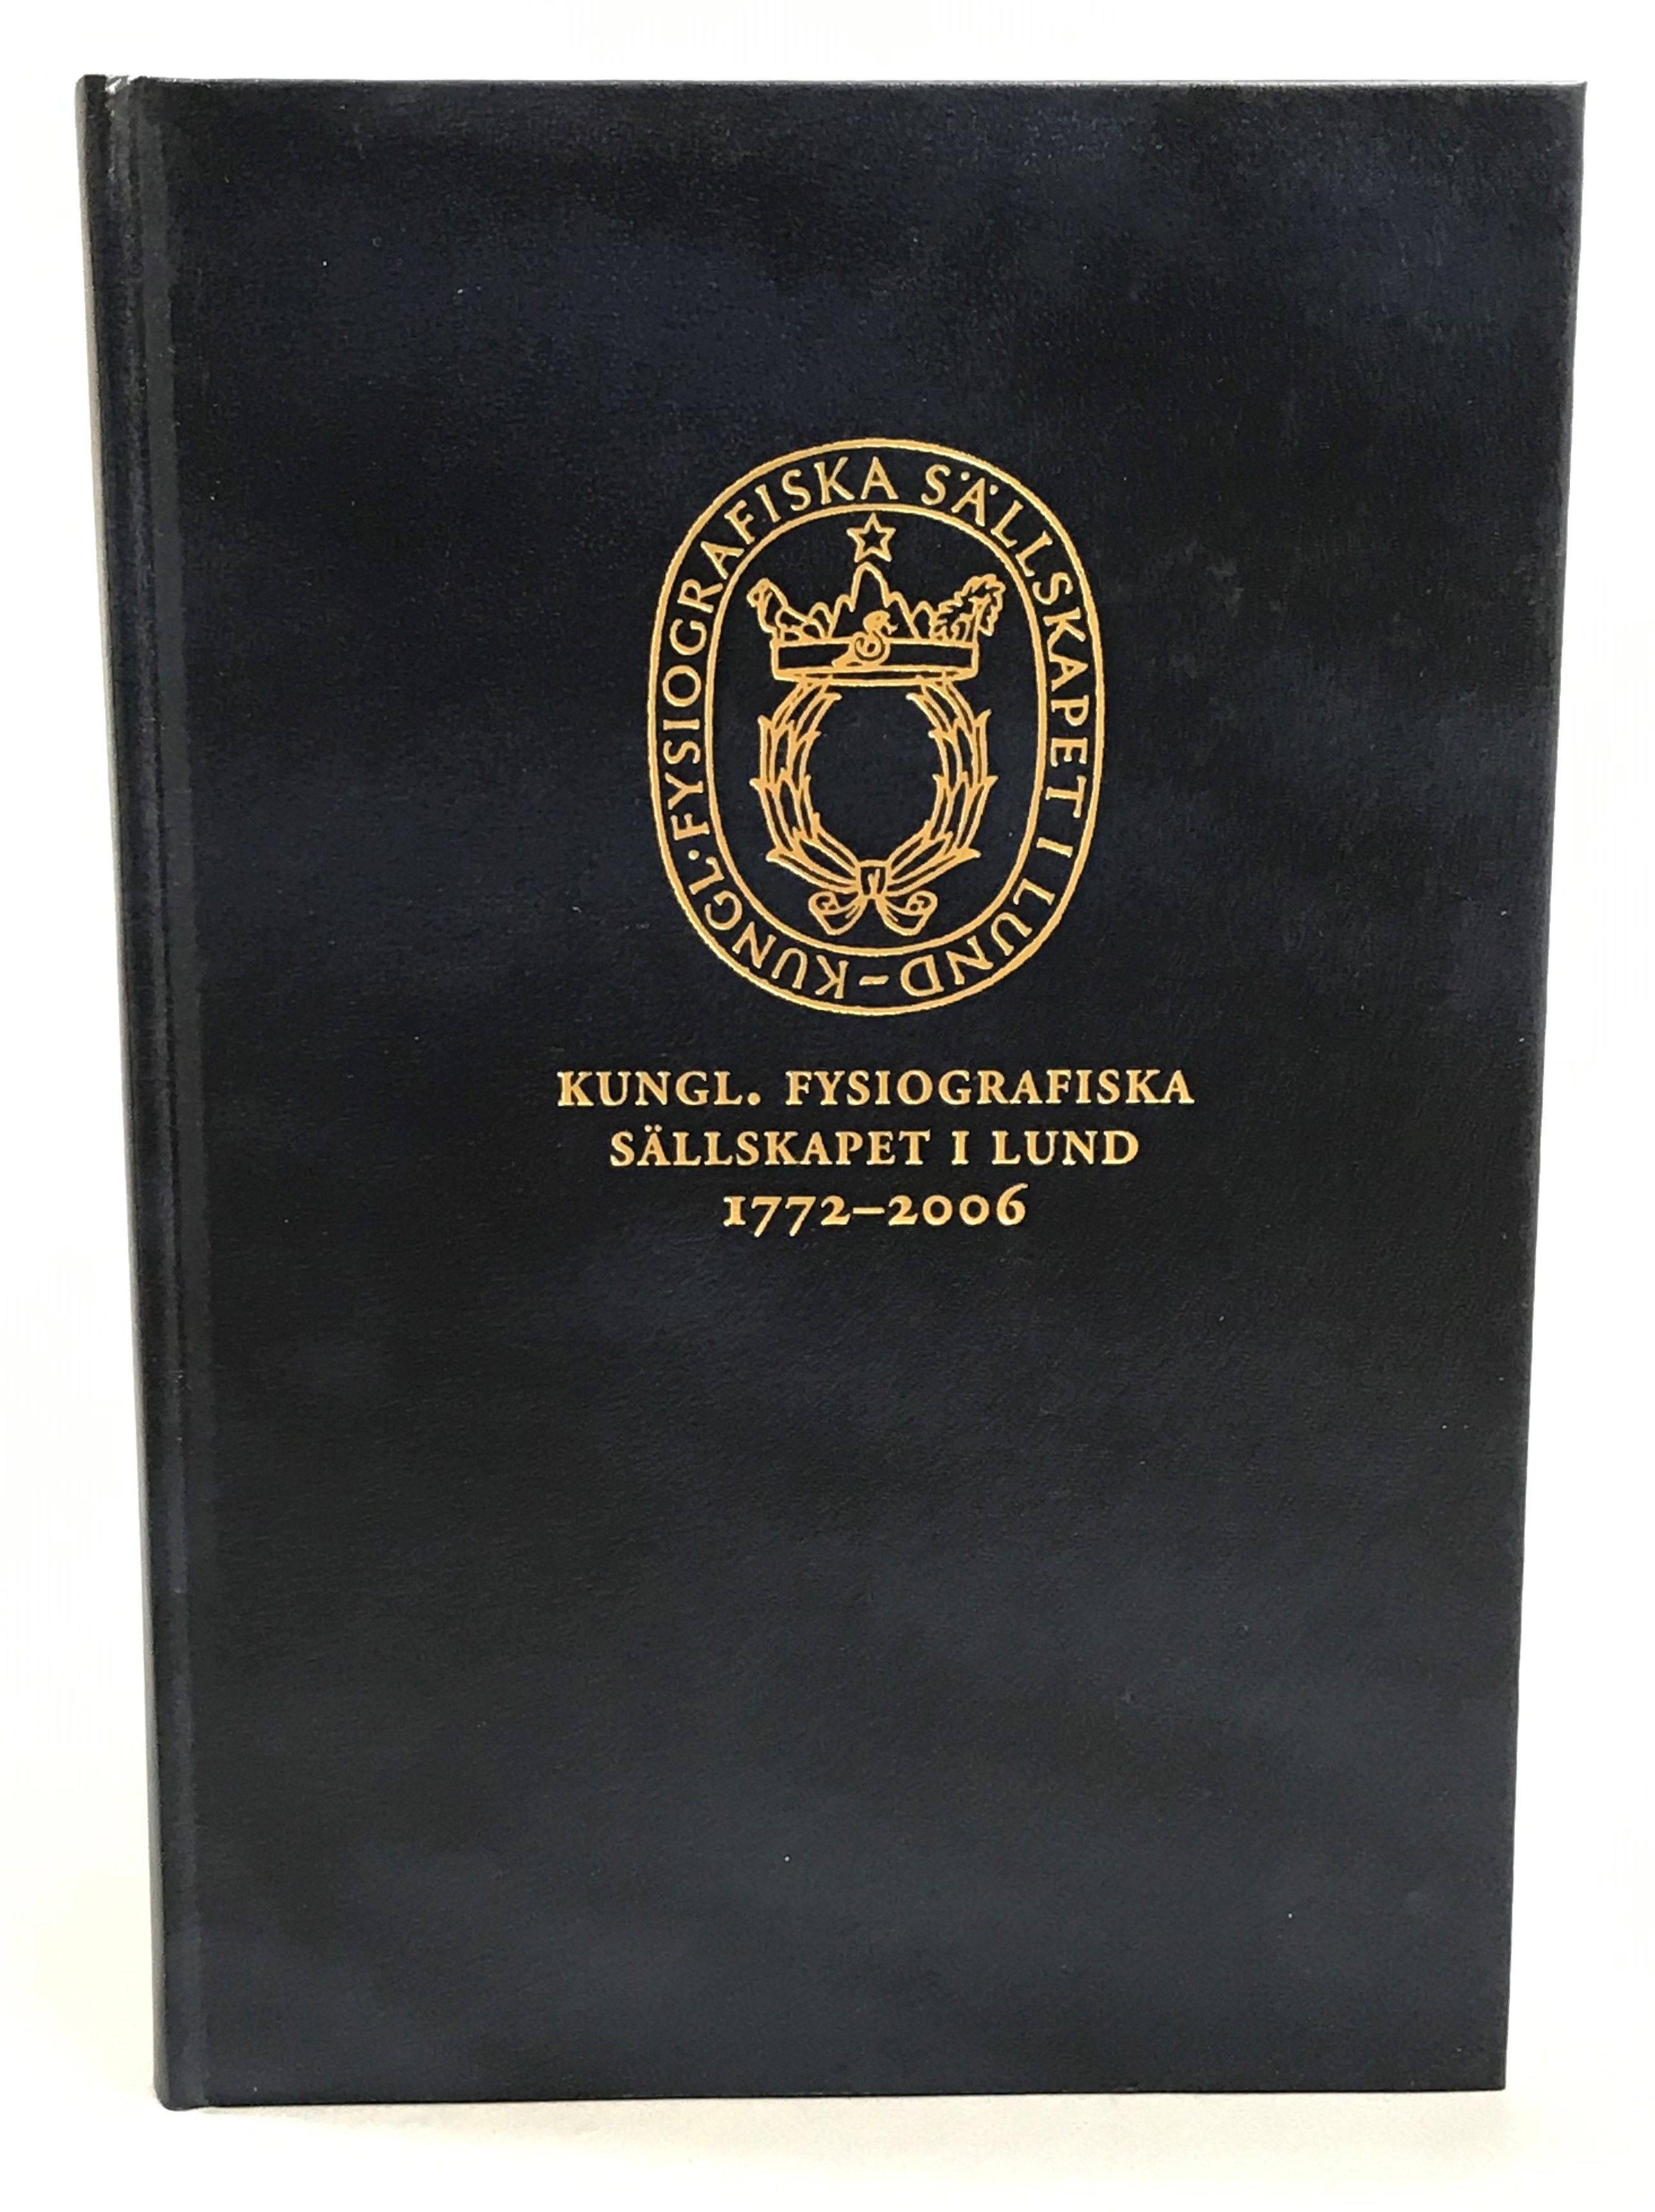 KUNGL. FYSIOGRAFISKA SÄLLSKAPET I LUND –
KUNGL. FYSIOGRAFISKA
SÄLLSKAPET I LUND
1772–2006